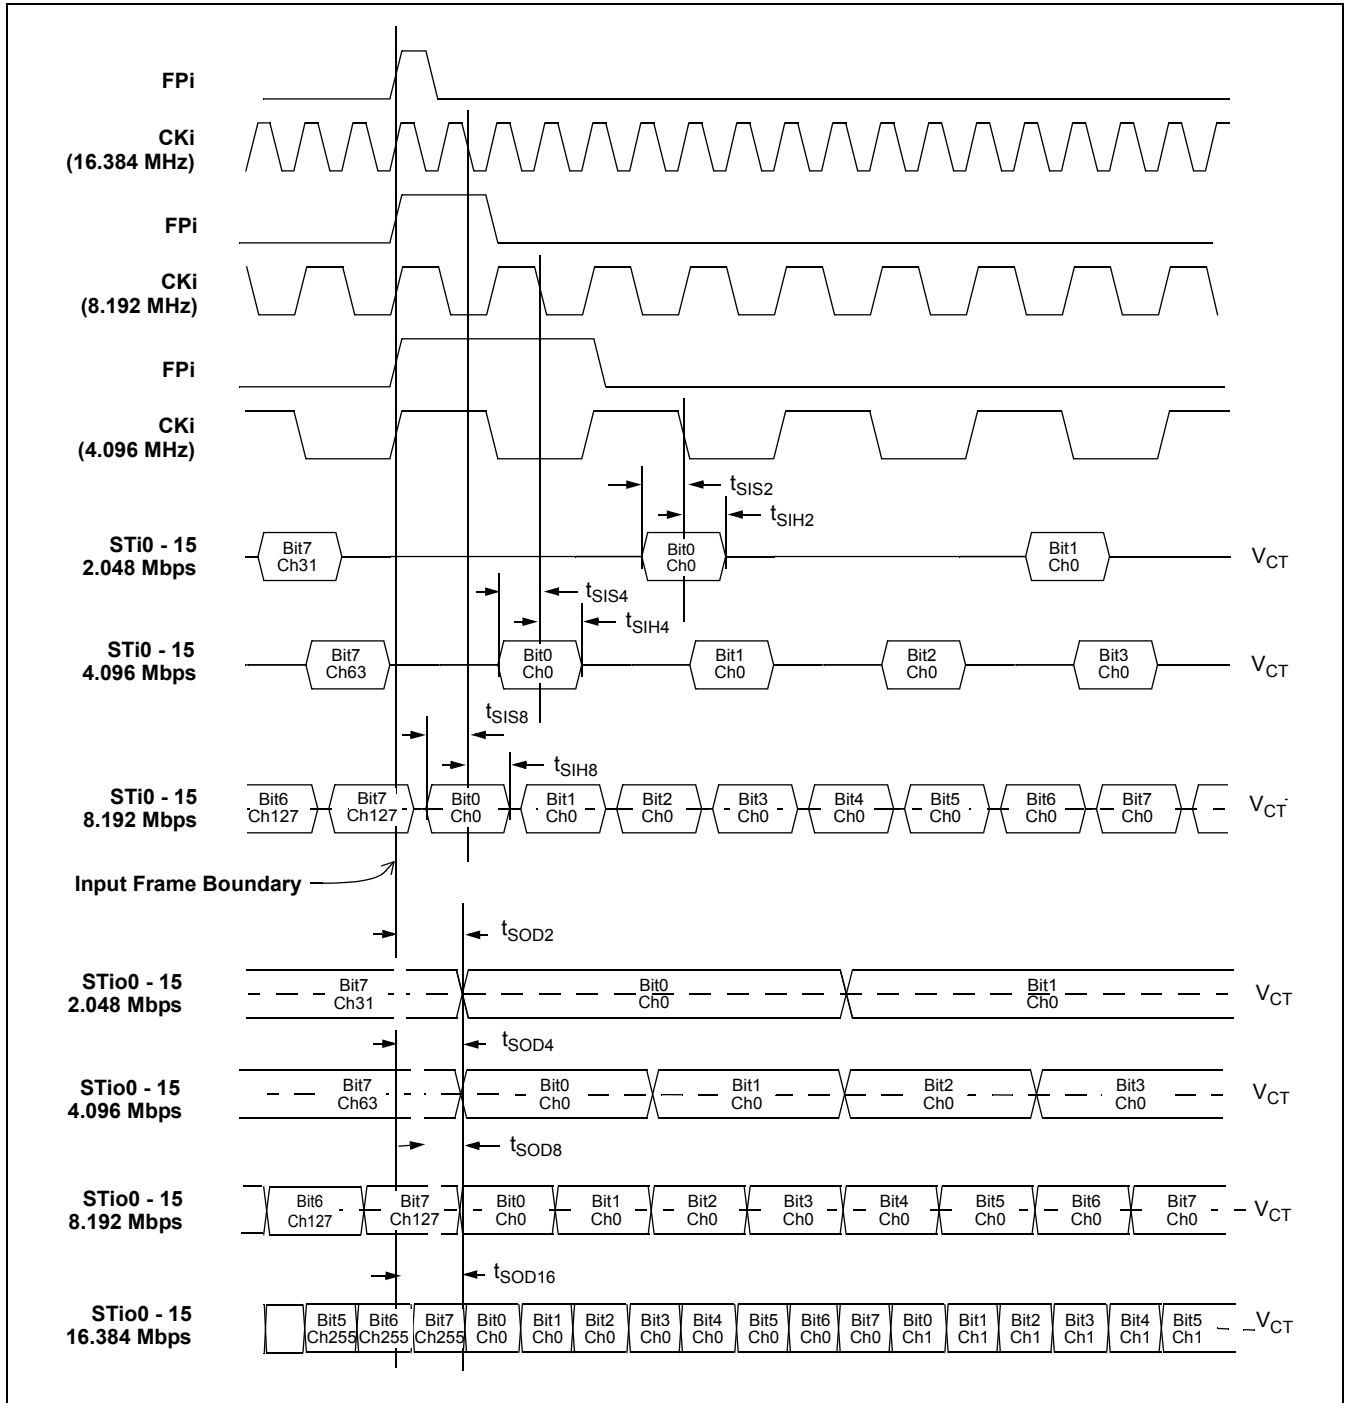 FPi
CKi
(16.384 MHz)
FPi
CKi
(8.192 MHz)
FPi
CKi
(4.096 MHz)
tSIS2
tSIH2
STi0 - 15
2.048 Mbps
Bit7 Bit0 Bit1
Ch31 Ch0 Ch0
VCT
tSIS4
tSIH4
STi0 - 15
4.096 Mbps
Bit7 Bit0 Bit1 Bit2 Bit3
Ch63 Ch0 Ch0 Ch0 Ch0
VCT
tSIS8
tSIH8
STi0 - 15
8.192 Mbps
Bit6 Bit7 Bit0 Bit1 Bit2 Bit3 Bit4 Bit5 Bit6 Bit7
Ch127 Ch127 Ch0 Ch0 Ch0 Ch0 Ch0 Ch0 Ch0 Ch0
VCT
Input Frame Boundary
tSOD2
STio0 - 15
2.048 Mbps
Bit7 Bit0 Bit1
Ch31 Ch0 Ch0
VCT
tSOD4
STio0 - 15
4.096 Mbps
Bit7 Bit0 Bit1 Bit2 Bit3
Ch63 Ch0 Ch0 Ch0 Ch0
VCT
tSOD8
STio0 - 15
8.192 Mbps
Bit6 Bit7 Bit0 Bit1 Bit2 Bit3 Bit4 Bit5 Bit6 Bit7
Ch127 Ch127 Ch0 Ch0 Ch0 Ch0 Ch0 Ch0 Ch0 Ch0
VCT
tSOD16
STio0 - 15
16.384 Mbps
Bit5 Bit6 Bit7 Bit0 Bit1 Bit2 Bit3 Bit4 Bit5 Bit6 Bit7 Bit0 Bit1 Bit2 Bit3 Bit4 Bit5
Ch255 Ch255 Ch255 Ch0 Ch0 Ch0 Ch0 Ch0 Ch0 Ch0 Ch0 Ch1 Ch1 Ch1 Ch1 Ch1 Ch1
VCT